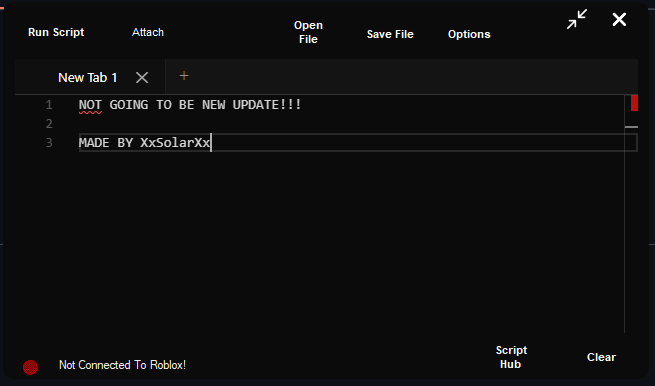 Run Script
Attach
Open
File
Save File
Options
New Tab 1
+
1 NOT GOING TO BE NEW UPDATE!!!
2
3 MADE BY XxSolarXx
Not Connected To Roblox!
Script
Hub
Clear